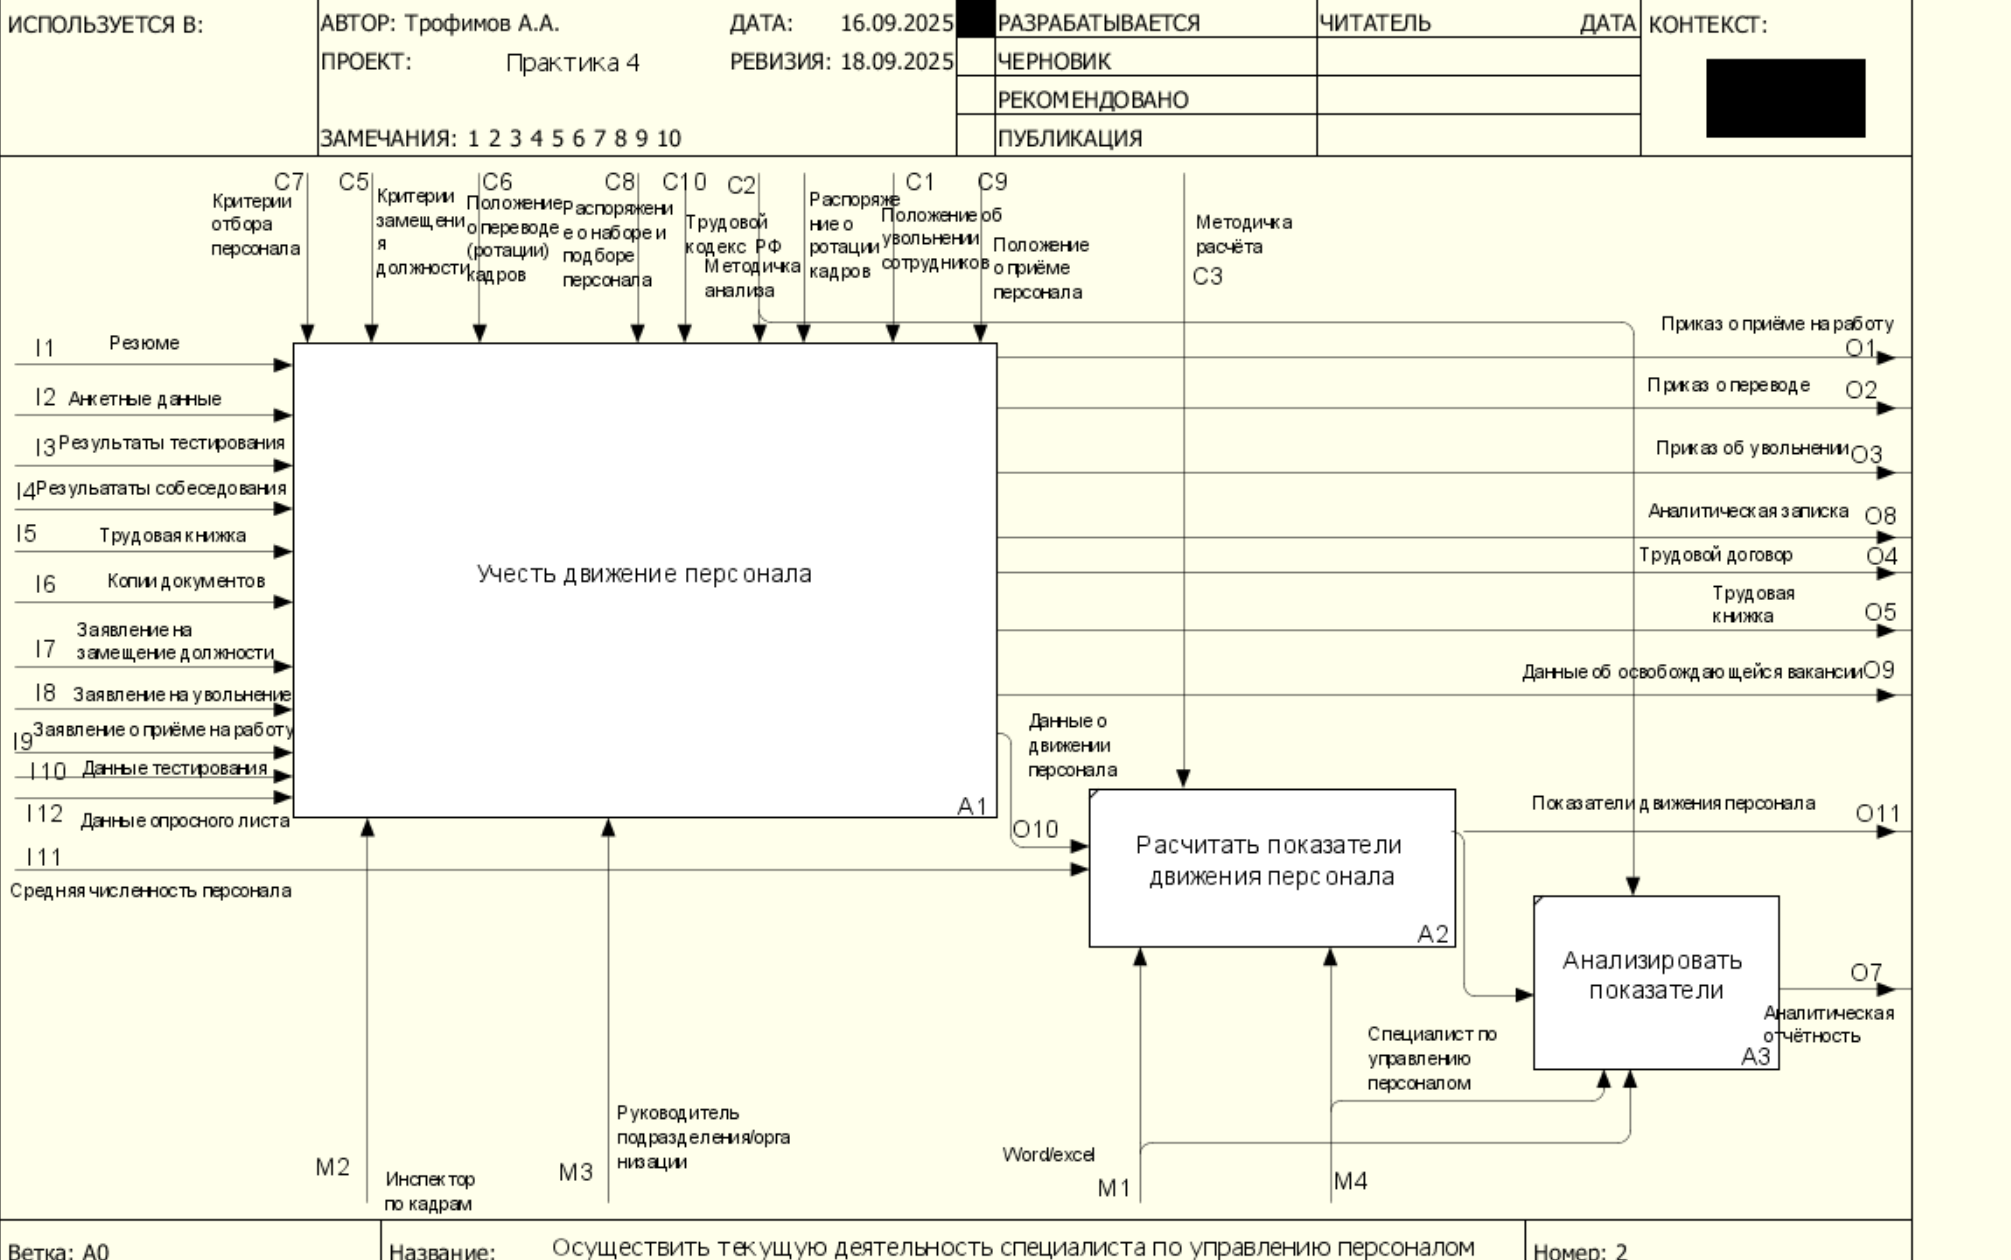 ИСПОЛЬЗУЕТСЯ В:
АВТОР: Трофимов А.А.
ДАТА: 16.09.2025
ПРОЕКТ: Практика 4
РЕВИЗИЯ: 18.09.2025
ЗАМЕЧАНИЯ: 1 2 3 4 5 6 7 8 9 10
РАЗРАБАТЫВАЕТСЯ
ЧЕРНОВИК
РЕКОМЕНДОВАНО
ПУБЛИКАЦИЯ
ЧИТАТЕЛЬ
ДАТА
КОНТЕКСТ:
C7
Критерии
отбора
персонала
C5
Критерии
замещени
я
должности
C6
Положение
о переводе
(ротации)
кадров
C8
Распоряжени
е о наборе и
подборе
персонала
C10
Трудовой
кодекс РФ
C2
Методичка
анализа
Распоряже
ние о
ротации
кадров
C1
Положение об
увольнении
сотрудников
C9
Положение
о приёме
персонала
Методичка
расчёта
C3
I1
Резюме
I2
Анкетные данные
I3
Результаты тестирования
I4
Резульататы собеседования
I5
Трудовая книжка
I6
Копии документов
I7
Заявление на
замещение должности
I8
Заявление на увольнение
I9
Заявление о приёме на работу
I10
Данные тестирования
I12
Данные опросного листа
I11
Средняя численность персонала
Учесть движение персонала
A1
Приказ о приёме на работу
O1
Приказ о переводе
O2
Приказ об увольнении
O3
Аналитическая записка
O8
Трудовой договор
O4
Трудовая
книжка
O5
Данные об освобождающейся вакансии
O9
Данные о
движении
персонала
O10
Расчитать показатели
движения персонала
A2
Показатели движения персонала
O11
Анализировать
показатели
A3
O7
Аналитическая
отчётность
Специалист по
управлению
персоналом
M2
Инспектор
по кадрам
M3
Руководитель
подразделения/орга
низации
Word/excel
M1
M4
Ветка: A0
Название:
Осуществить текущую деятельность специалиста по управлению персоналом
Номер: 2